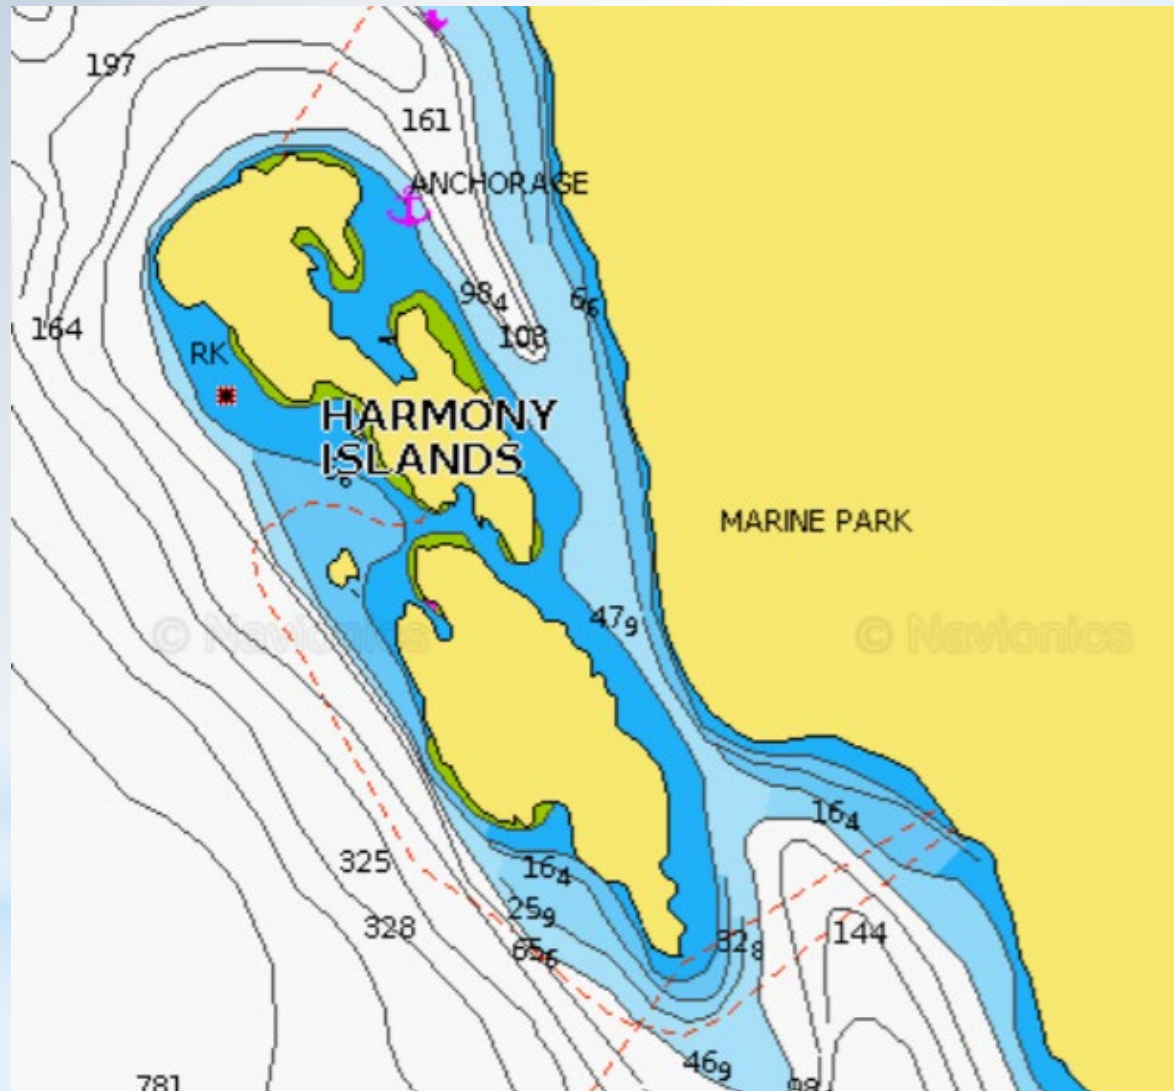 197
161
ANCHORAGE
98₄
6₆
103
164
RK
HARMONY
ISLANDS
MARINE PARK
47₉
© Navionics
© Navionics
16₄
325
16₄
25₉
328
65₆
32₈
144
46₉
781